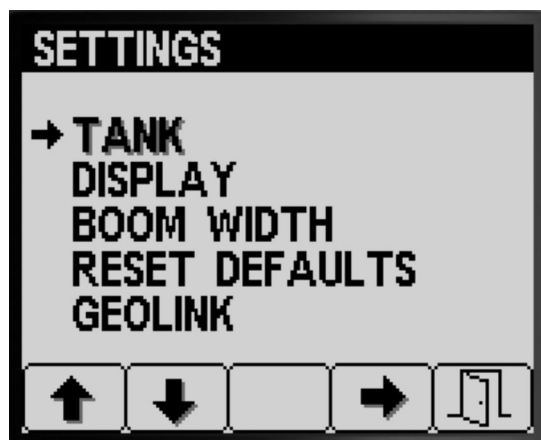 SETTINGS
TANK
DISPLAY
BOOM WIDTH
RESET DEFAULTS
GEOLINK